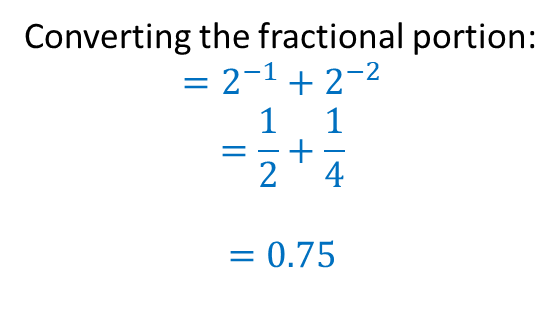 Converting the fractional portion:
= 2⁻¹ + 2⁻²
= 1/2 + 1/4
= 0.75